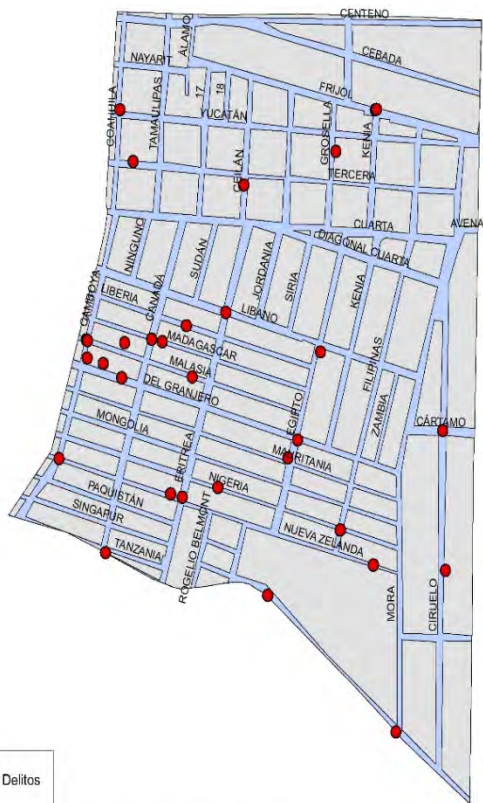 CENTENO
ALAMO
CEBADA
NAYARIT
FRIJOL
COAHUILA
TAMAULIPAS
17
18
YUCATÁN
GROSELLA
KENIA
CEILÁN
TERCERA
CUARTA
AVENA
DIAGONAL CUARTA
NINGUNO
SUDÁN
JORDANIA
SIRIA
CAMBOYA
LIBERIA
CANADÁ
LIBANO
KENIA
MADAGASCAR
MALASIA
FILIPINAS
DEL GRANJERO
ZAMBIA
MONGOLIA
EGIPTO
CÁRTAMO
ERITREA
MAURITANIA
PAQUISTÁN
NIGERIA
SINGAPUR
NUEVA ZELANDA
TANZANIA
ROGELIO BELMONT
MORA
CIRUELO
Delitos